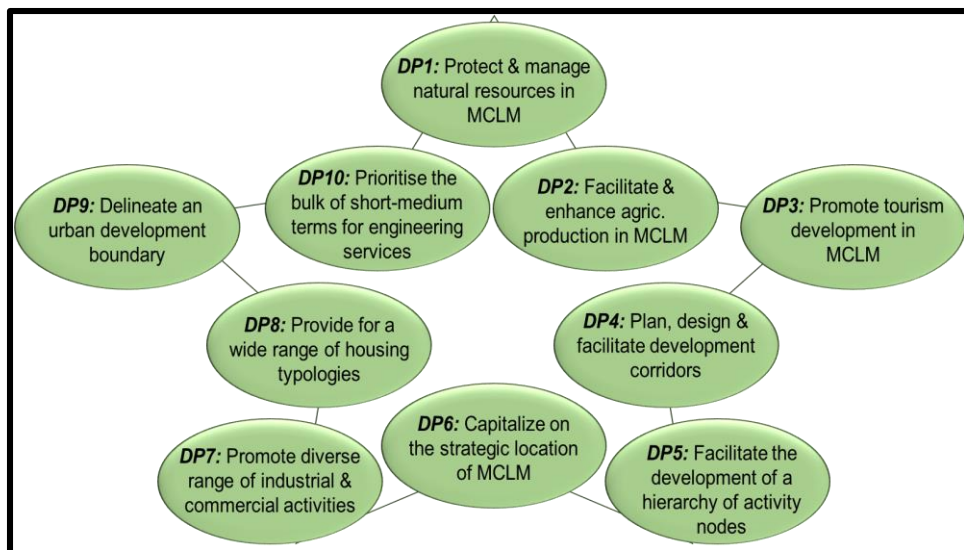 DP1: Protect & manage
natural resources in
MCLM
DP10: Prioritise the
bulk of short-medium
terms for engineering
services
DP2: Facilitate &
enhance agric.
production in MCLM
DP9: Delineate an
urban development
boundary
DP3: Promote tourism
development in
MCLM
DP8: Provide for a
wide range of housing
typologies
DP4: Plan, design &
facilitate development
corridors
DP6: Capitalize on
the strategic location
of MCLM
DP7: Promote diverse
range of industrial &
commercial activities
DP5: Facilitate the
development of a
hierarchy of activity
nodes